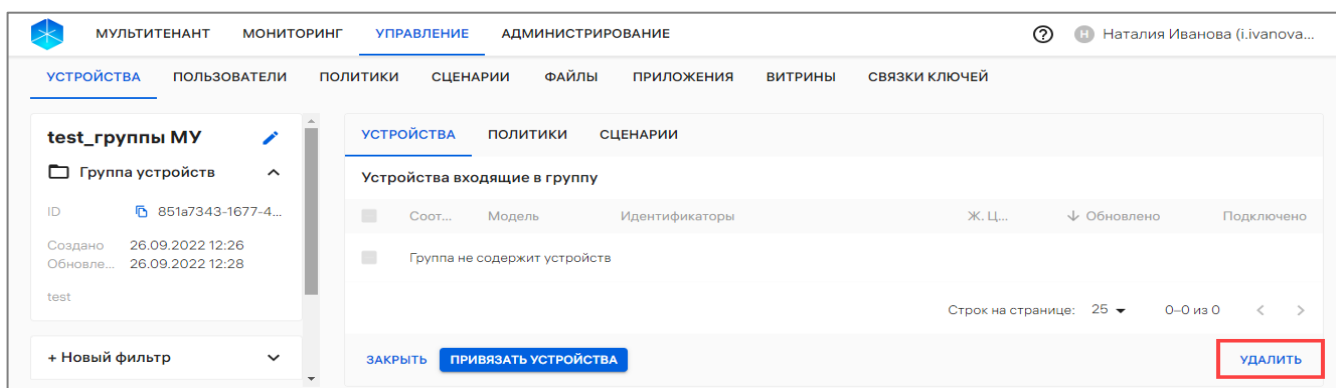 МУЛЬТИТЕНАНТ МОНИТОРИНГ УПРАВЛЕНИЕ АДМИНИСТРИРОВАНИЕ Н Наталия Иванова (i.ivanova...
УСТРОЙСТВА ПОЛЬЗОВАТЕЛИ ПОЛИТИКИ СЦЕНАРИИ ФАЙЛЫ ПРИЛОЖЕНИЯ ВИТРИНЫ СВЯЗКИ КЛЮЧЕЙ
test_группы МУ
Группа устройств
ID 851a7343-1677-4...
Создано 26.09.2022 12:26
Обновле... 26.09.2022 12:28
test
+ Новый фильтр
УСТРОЙСТВА ПОЛИТИКИ СЦЕНАРИИ
Устройства входящие в группу
Соот... Модель Идентификаторы Ж. Ц... Обновлено Подключено
Группа не содержит устройств
Строк на странице: 25 0–0 из 0
ЗАКРЫТЬ ПРИВЯЗАТЬ УСТРОЙСТВА УДАЛИТЬ